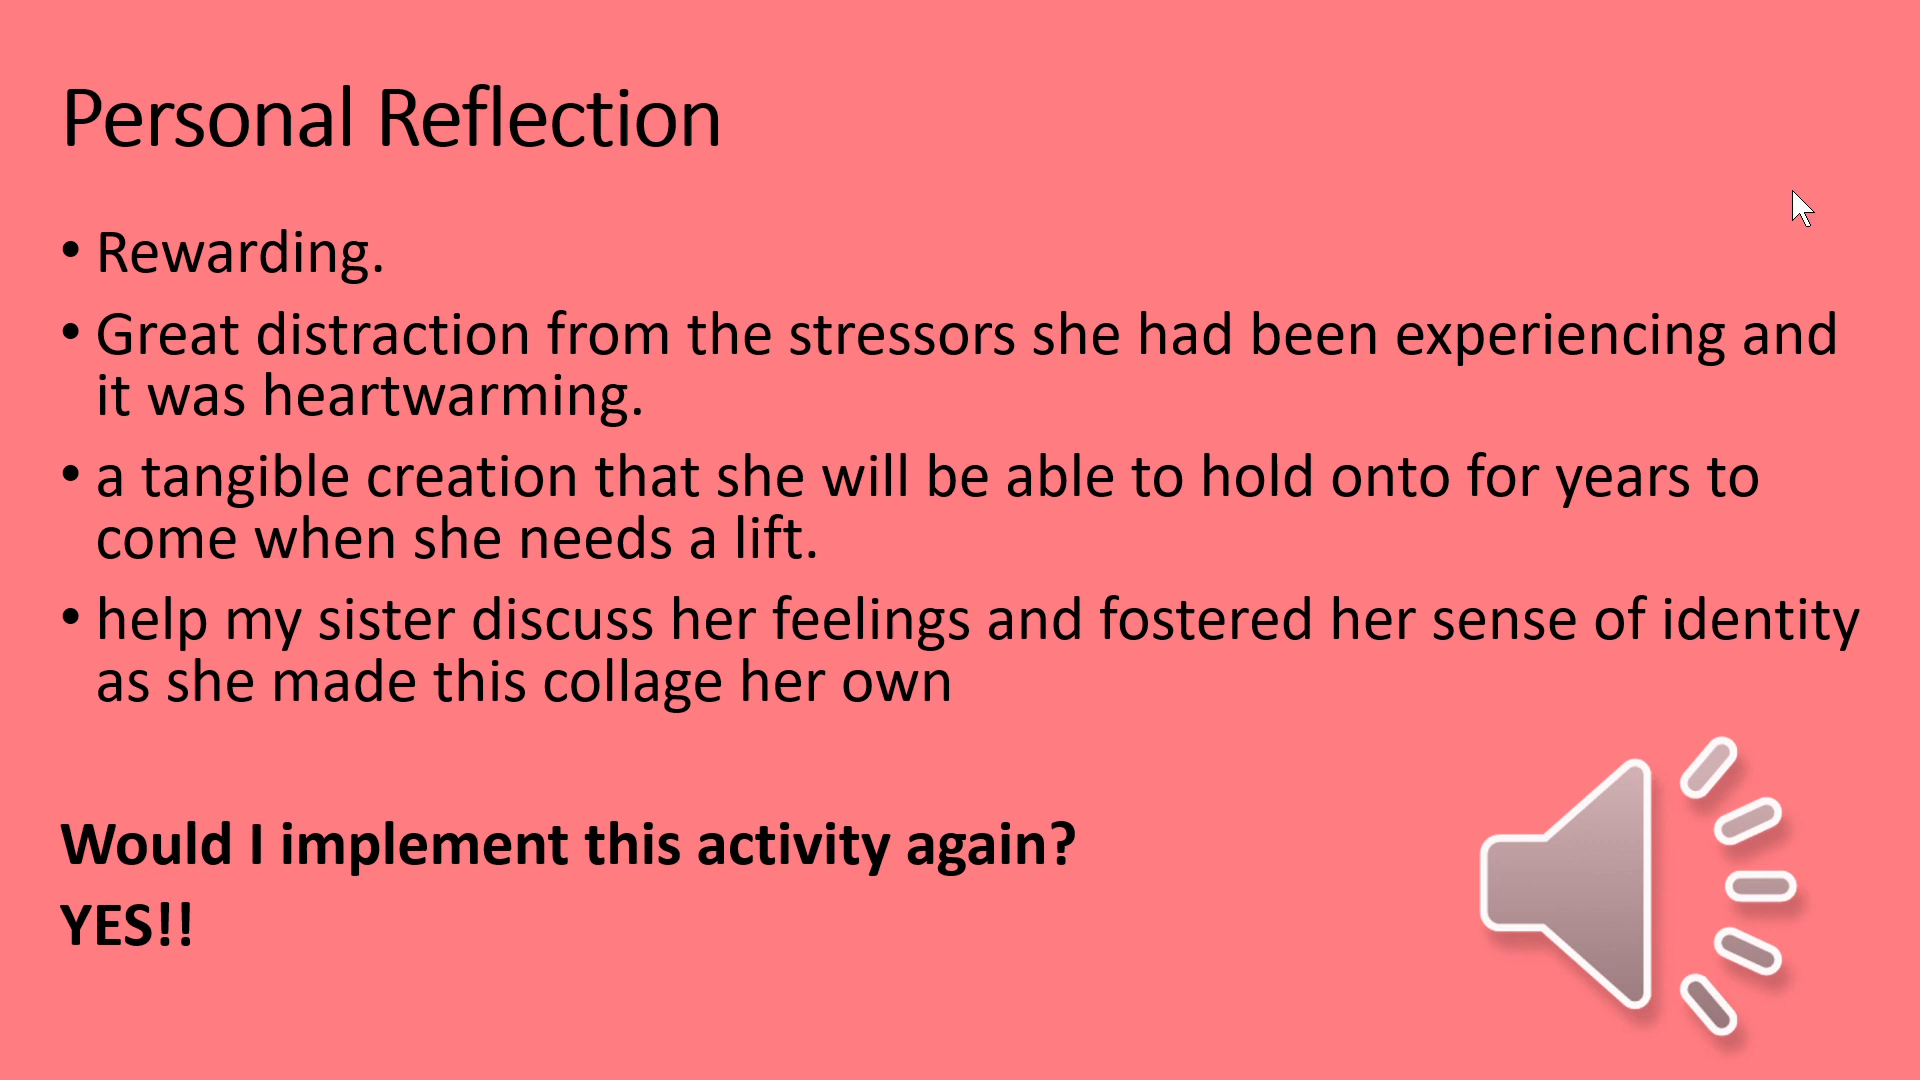 Personal Reflection
• Rewarding.
• Great distraction from the stressors she had been experiencing and
it was heartwarming.
• a tangible creation that she will be able to hold onto for years to
come when she needs a lift.
• help my sister discuss her feelings and fostered her sense of identity
as she made this collage her own
Would I implement this activity again?
YES!!